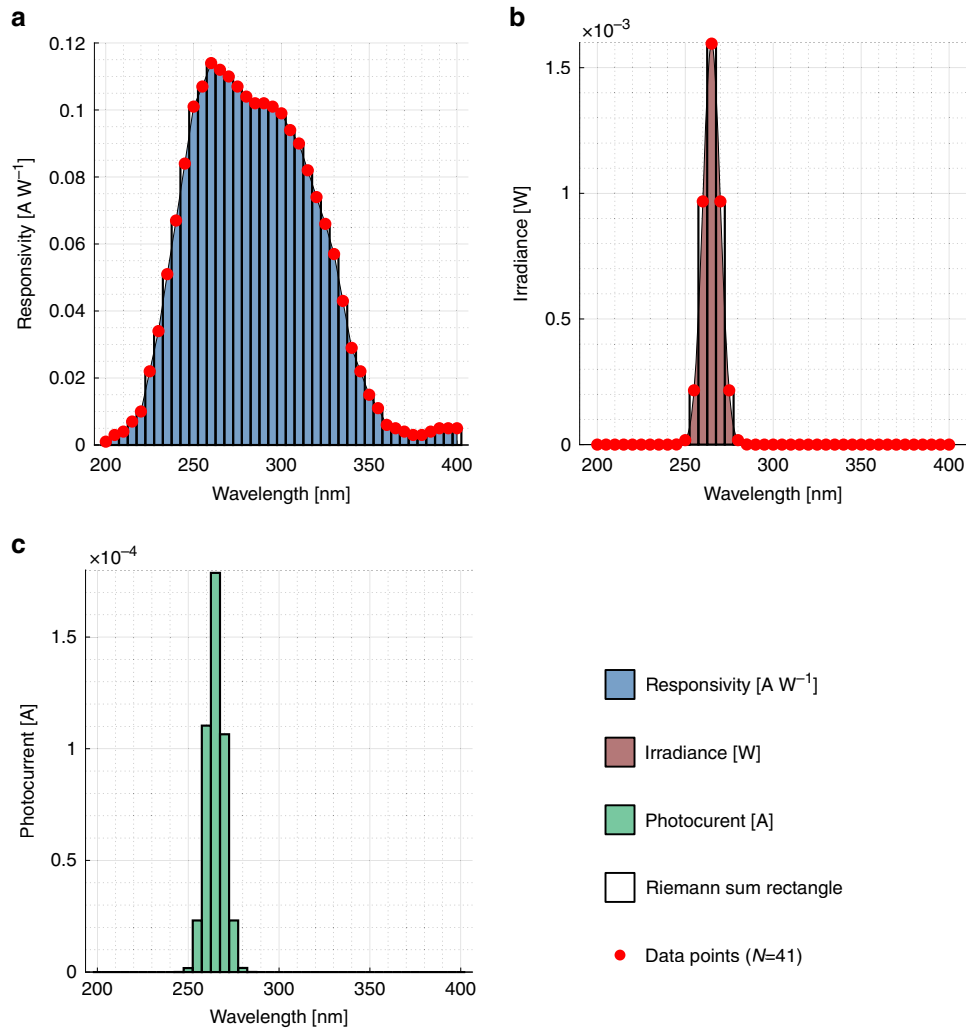 a
0.12
0.1
0.08
0.06
0.04
0.02
0
Responsivity [A W⁻¹]
200 250 300 350 400
Wavelength [nm]
b
×10⁻³
1.5
1
0.5
0
Irradiance [W]
200 250 300 350 400
Wavelength [nm]
c
×10⁻⁴
1.5
1
0.5
0
Photocurrent [A]
200 250 300 350 400
Wavelength [nm]
Responsivity [A W⁻¹]
Irradiance [W]
Photocurent [A]
Riemann sum rectangle
Data points (N=41)